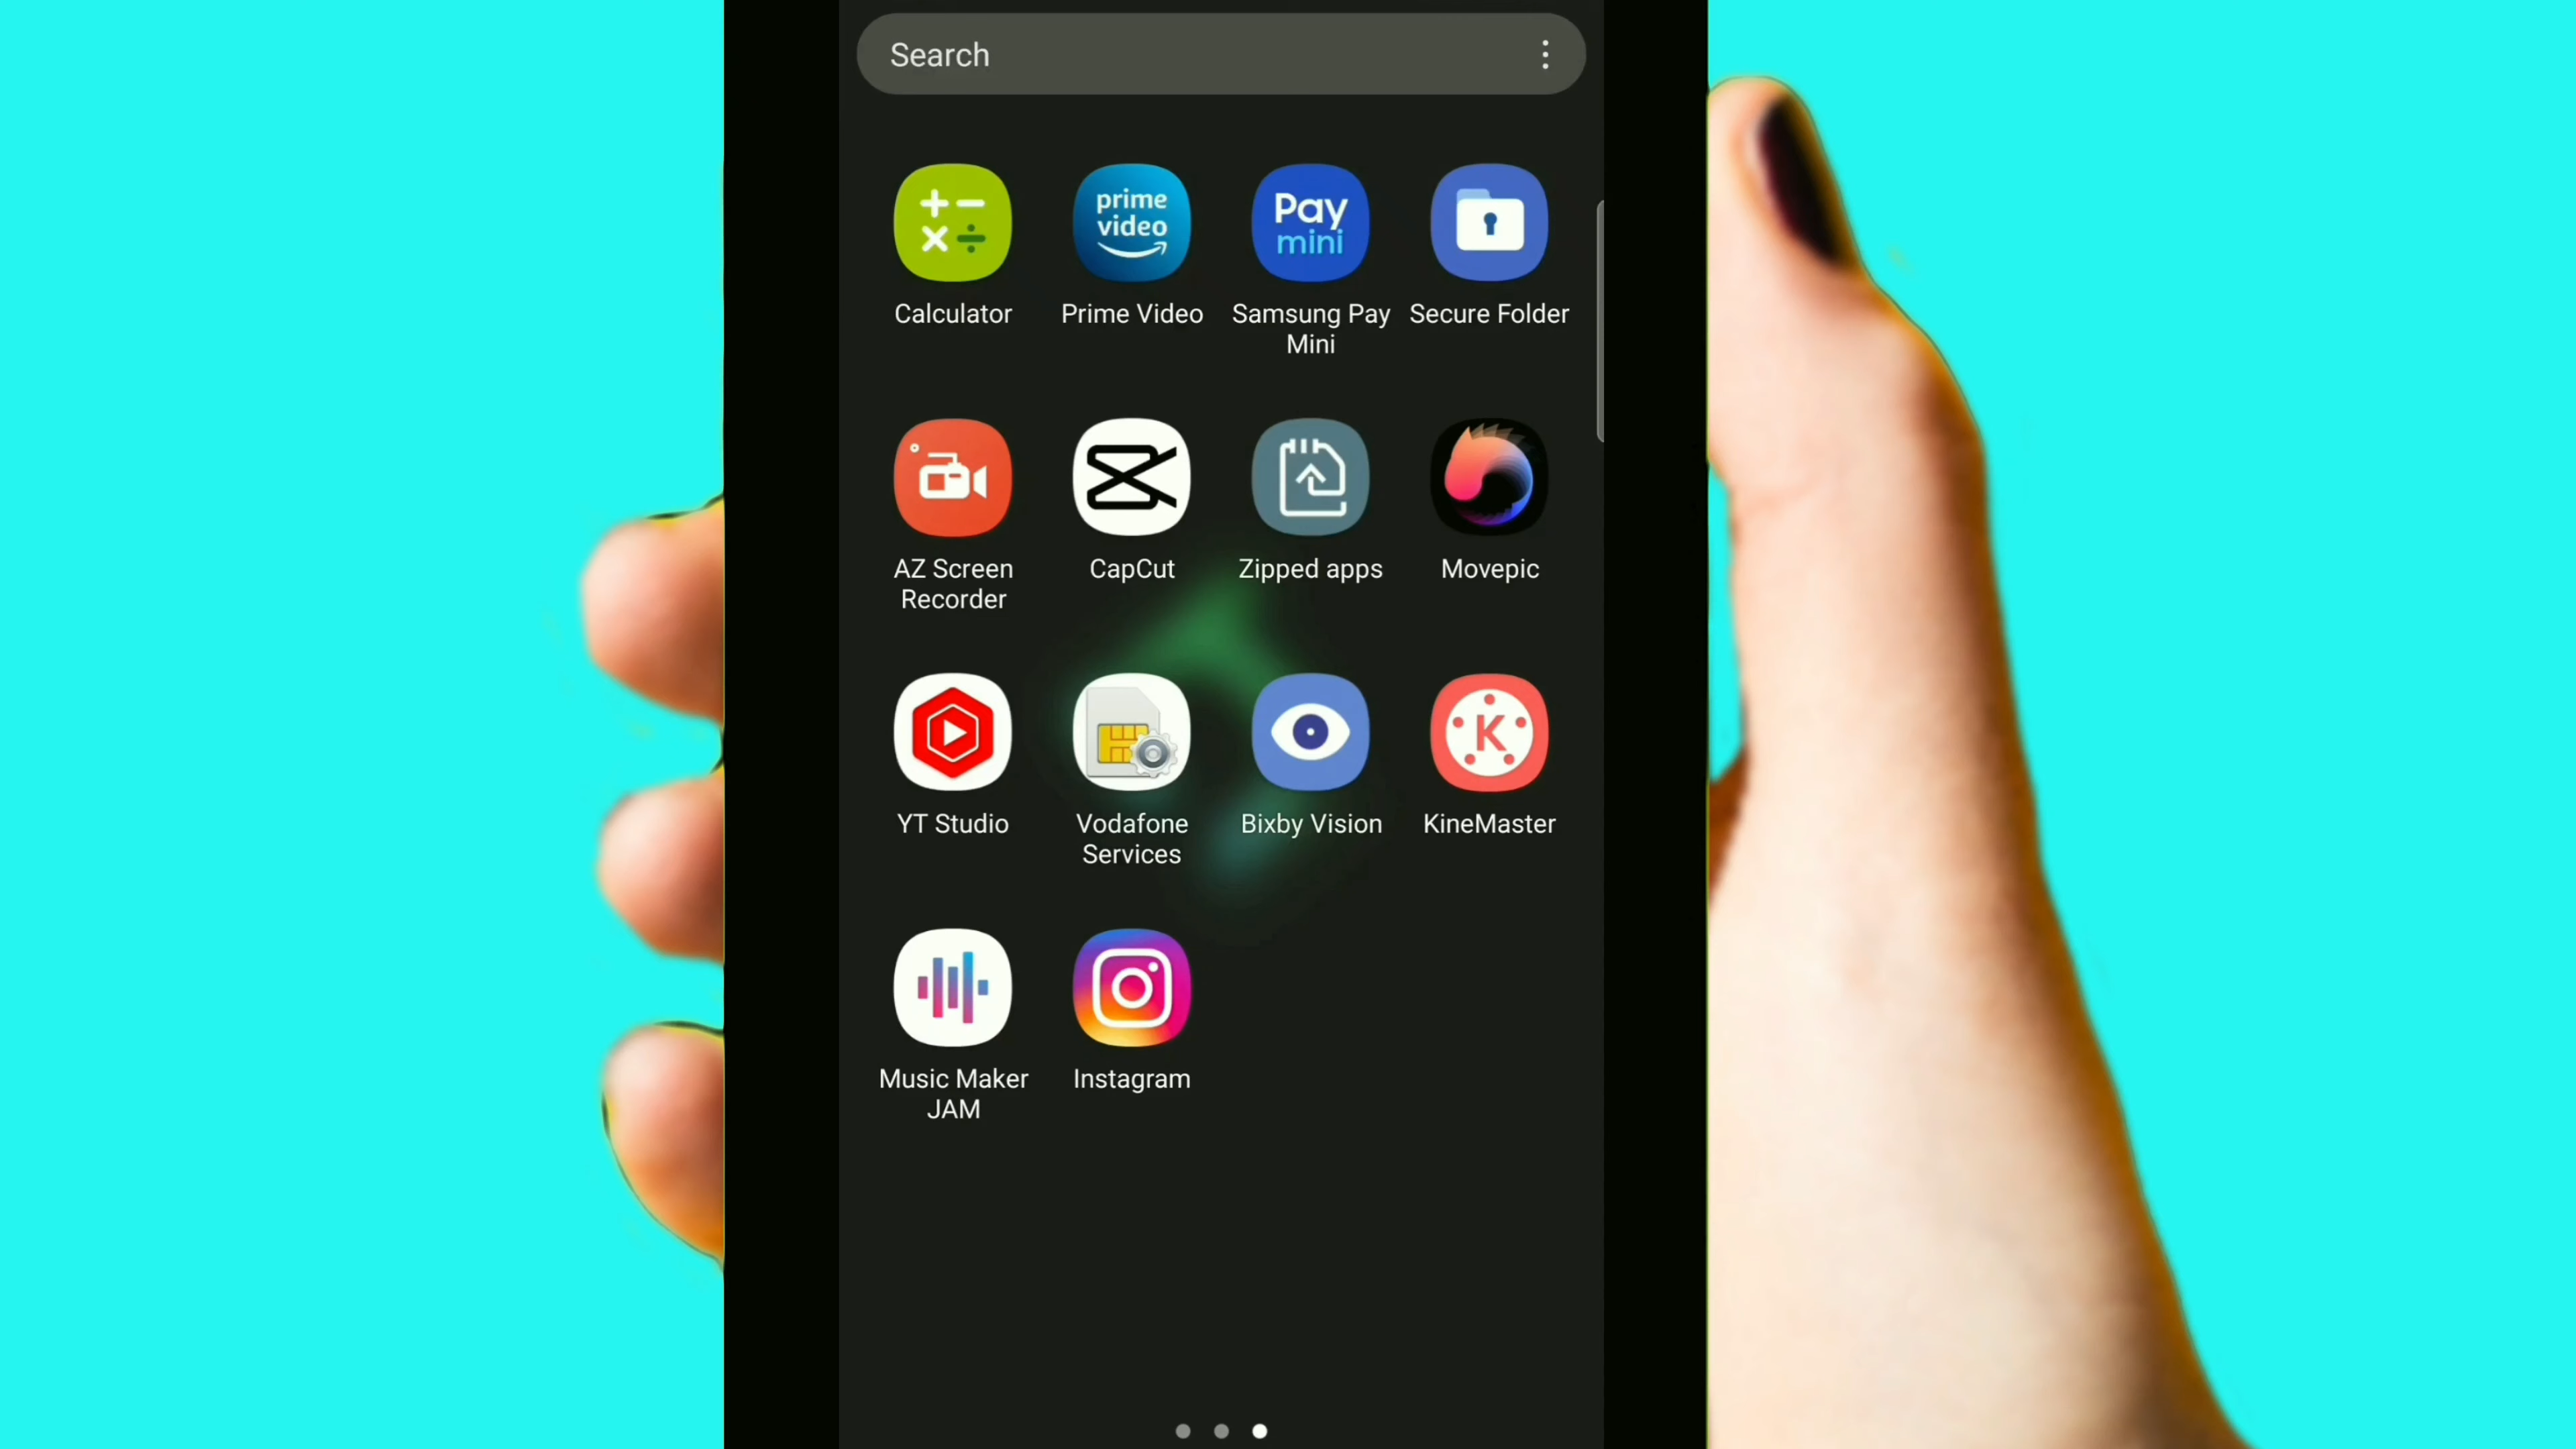 Search
prime
video
Pay
mini
Calculator
Prime Video
Samsung Pay
Mini
Secure Folder
AZ Screen
Recorder
CapCut
Zipped apps
Movepic
K
YT Studio
Vodafone
Services
Bixby Vision
KineMaster
Music Maker
JAM
Instagram